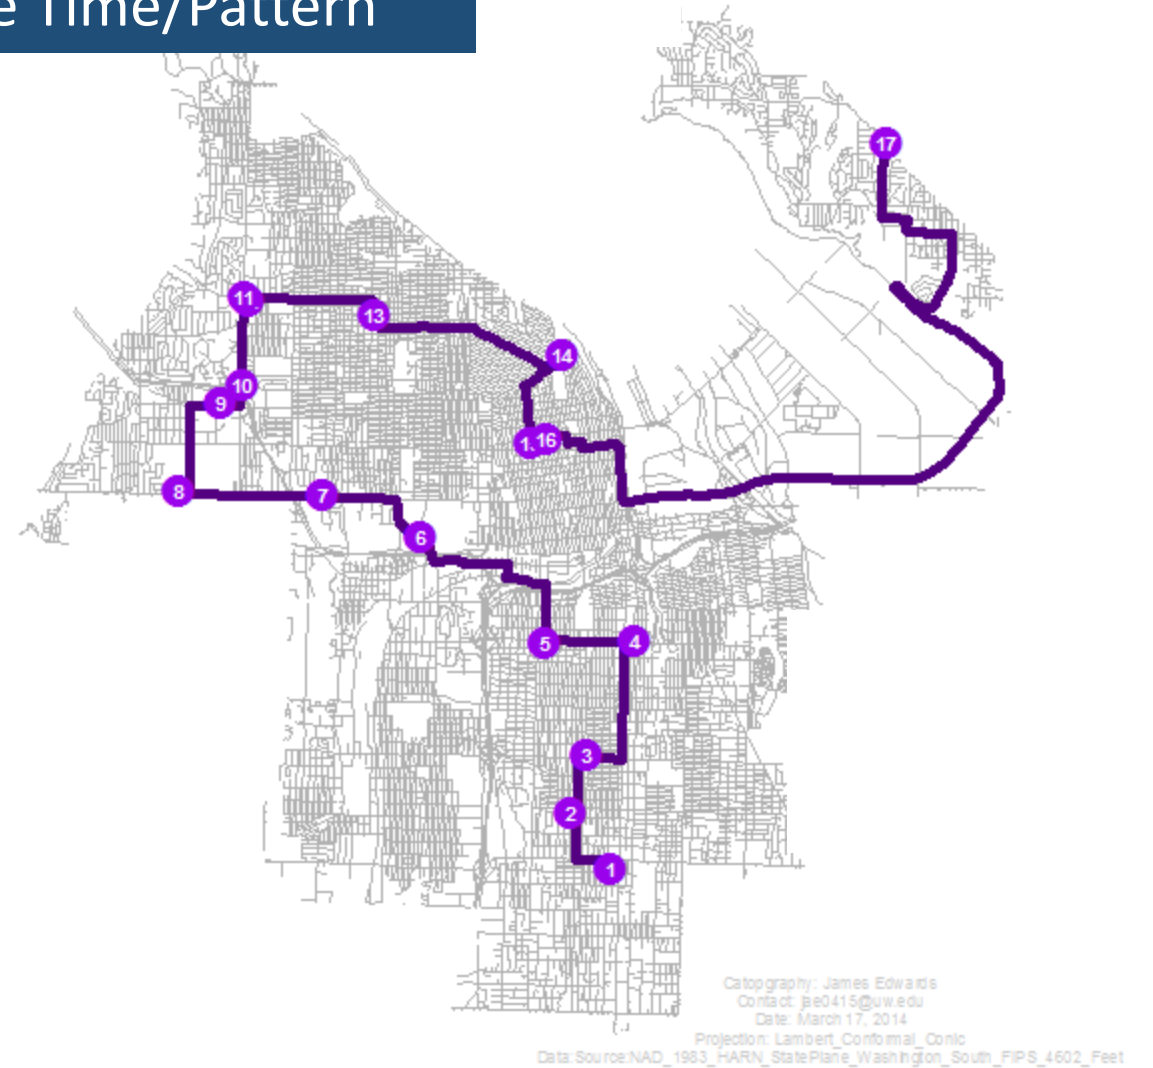 e Time/Pattern
17
11
13
14
10
9
1.
16
8
7
6
5
4
3
2
1
Catopgraphy: James Edwards
Contact: jae0415@uw.edu
Date: March 17, 2014
Projection: Lambert_Conformal_Conic
Data:Source:NAD_1983_HARN_StatePlane_Washington_South_FIPS_4602_Feet